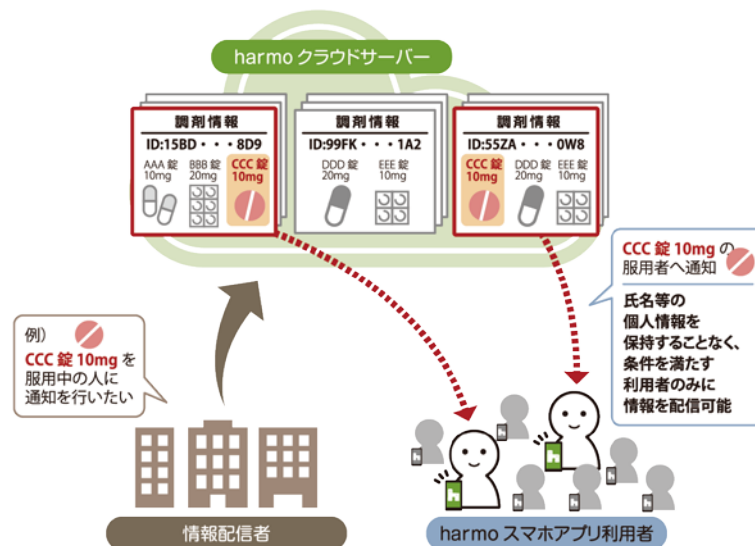 harmo クラウドサーバー
調剤情報
ID:15BD・・・8D9
AAA 錠
10mg
BBB 錠
20mg
CCC 錠
10mg
調剤情報
ID:99FK・・・1A2
DDD 錠
20mg
EEE 錠
10mg
調剤情報
ID:55ZA・・・0W8
CCC 錠
10mg
DDD 錠
20mg
EEE 錠
10mg
CCC 錠 10mg の
服用者へ通知
氏名等の
個人情報を
保持することなく、
条件を満たす
利用者のみに
情報を配信可能
例）
CCC 錠 10mg を
服用中の人に
通知を行いたい
h
h
情報配信者
harmo スマホアプリ利用者